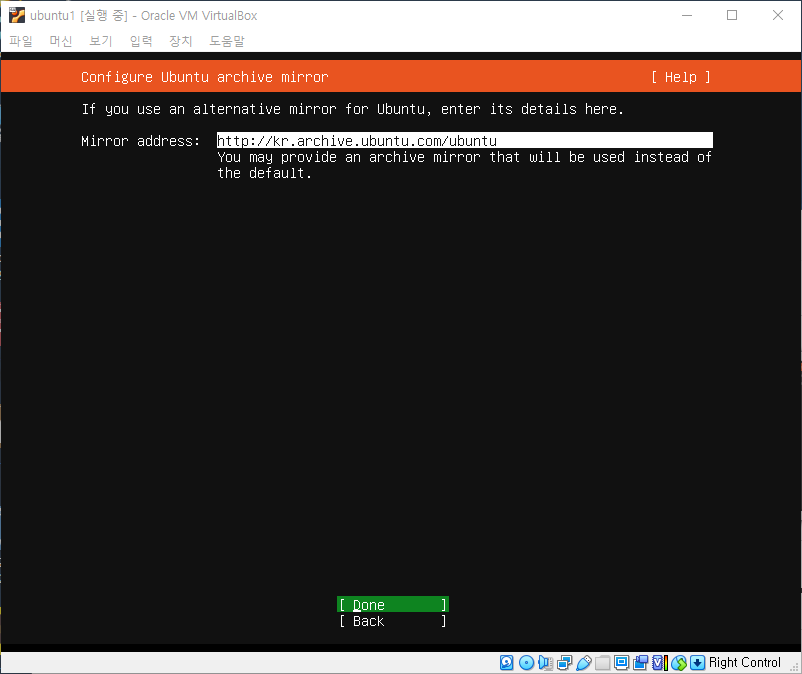 ubuntu1 [실행 중] - Oracle VM VirtualBox
파일 머신 보기 입력 장치 도움말
Configure Ubuntu archive mirror [ Help ]
If you use an alternative mirror for Ubuntu, enter its details here.
Mirror address: http://kr.archive.ubuntu.com/ubuntu
You may provide an archive mirror that will be used instead of
the default.
[ Done ]
[ Back ]
Right Control